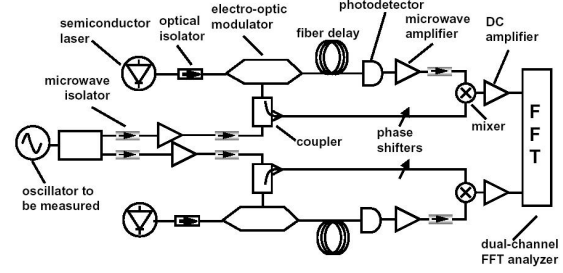 semiconductor
laser
optical
isolator
electro-optic
modulator
fiber delay
photodetector
microwave
amplifier
DC
amplifier
microwave
isolator
coupler
phase
shifters
mixer
F
F
T
oscillator to
be measured
dual-channel
FFT analyzer